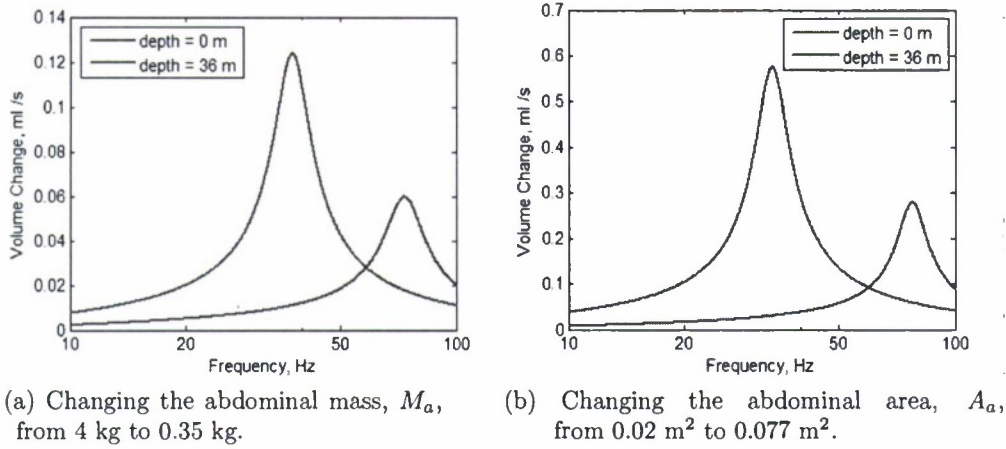 0.14
0.12
0.1
0.08
0.06
0.04
0.02
0
Volume Change, ml /s
depth = 0 m
depth = 36 m
10
20
50
100
Frequency, Hz
(a) Changing the abdominal mass, Mₐ,
from 4 kg to 0.35 kg.
0.7
0.6
0.5
0.4
0.3
0.2
0.1
0
Volume Change, ml /s
depth = 0 m
depth = 36 m
10
20
50
100
Frequency, Hz
(b) Changing the abdominal area, Aₐ,
from 0.02 m² to 0.077 m².